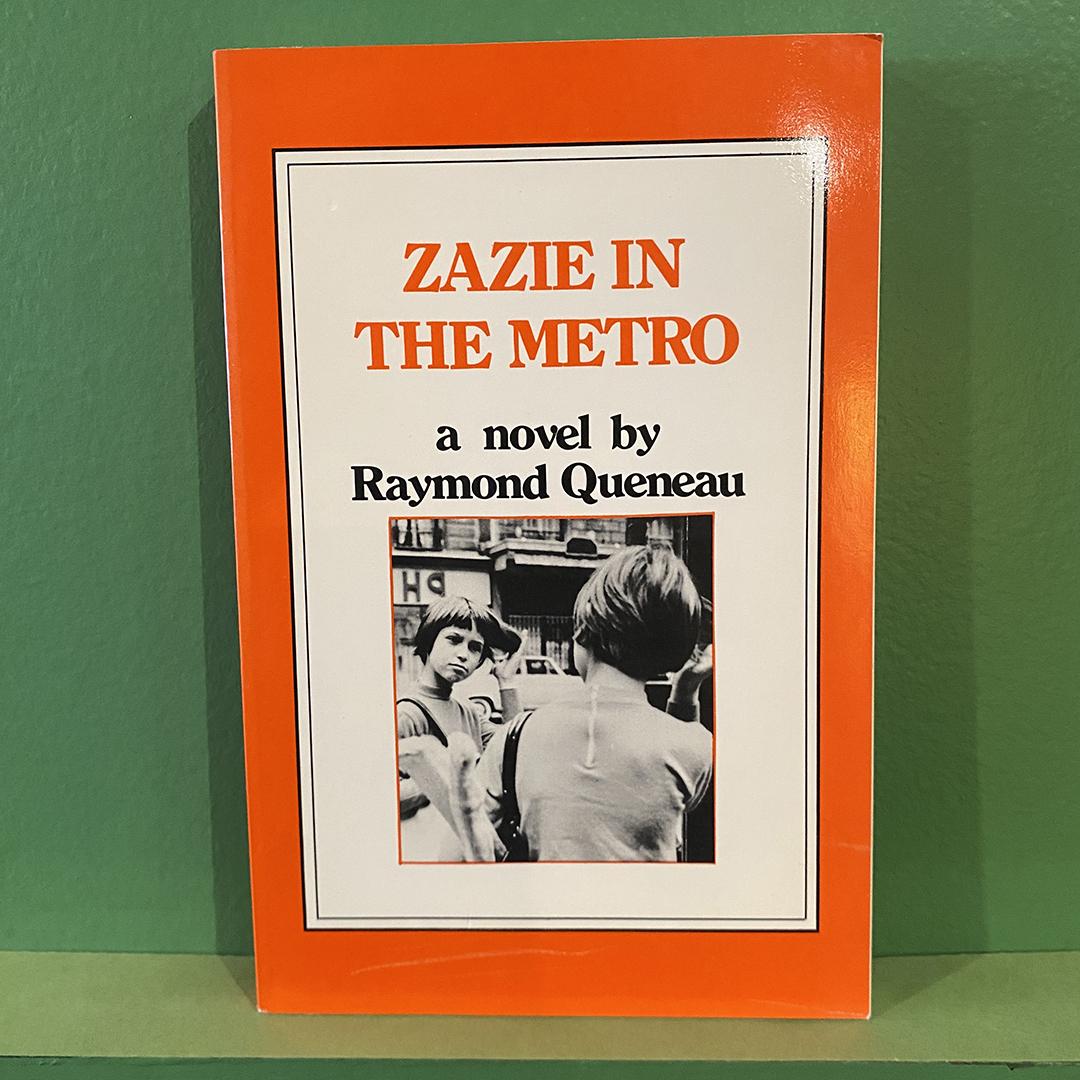 ZAZIE IN
THE METRO
a novel by
Raymond Queneau